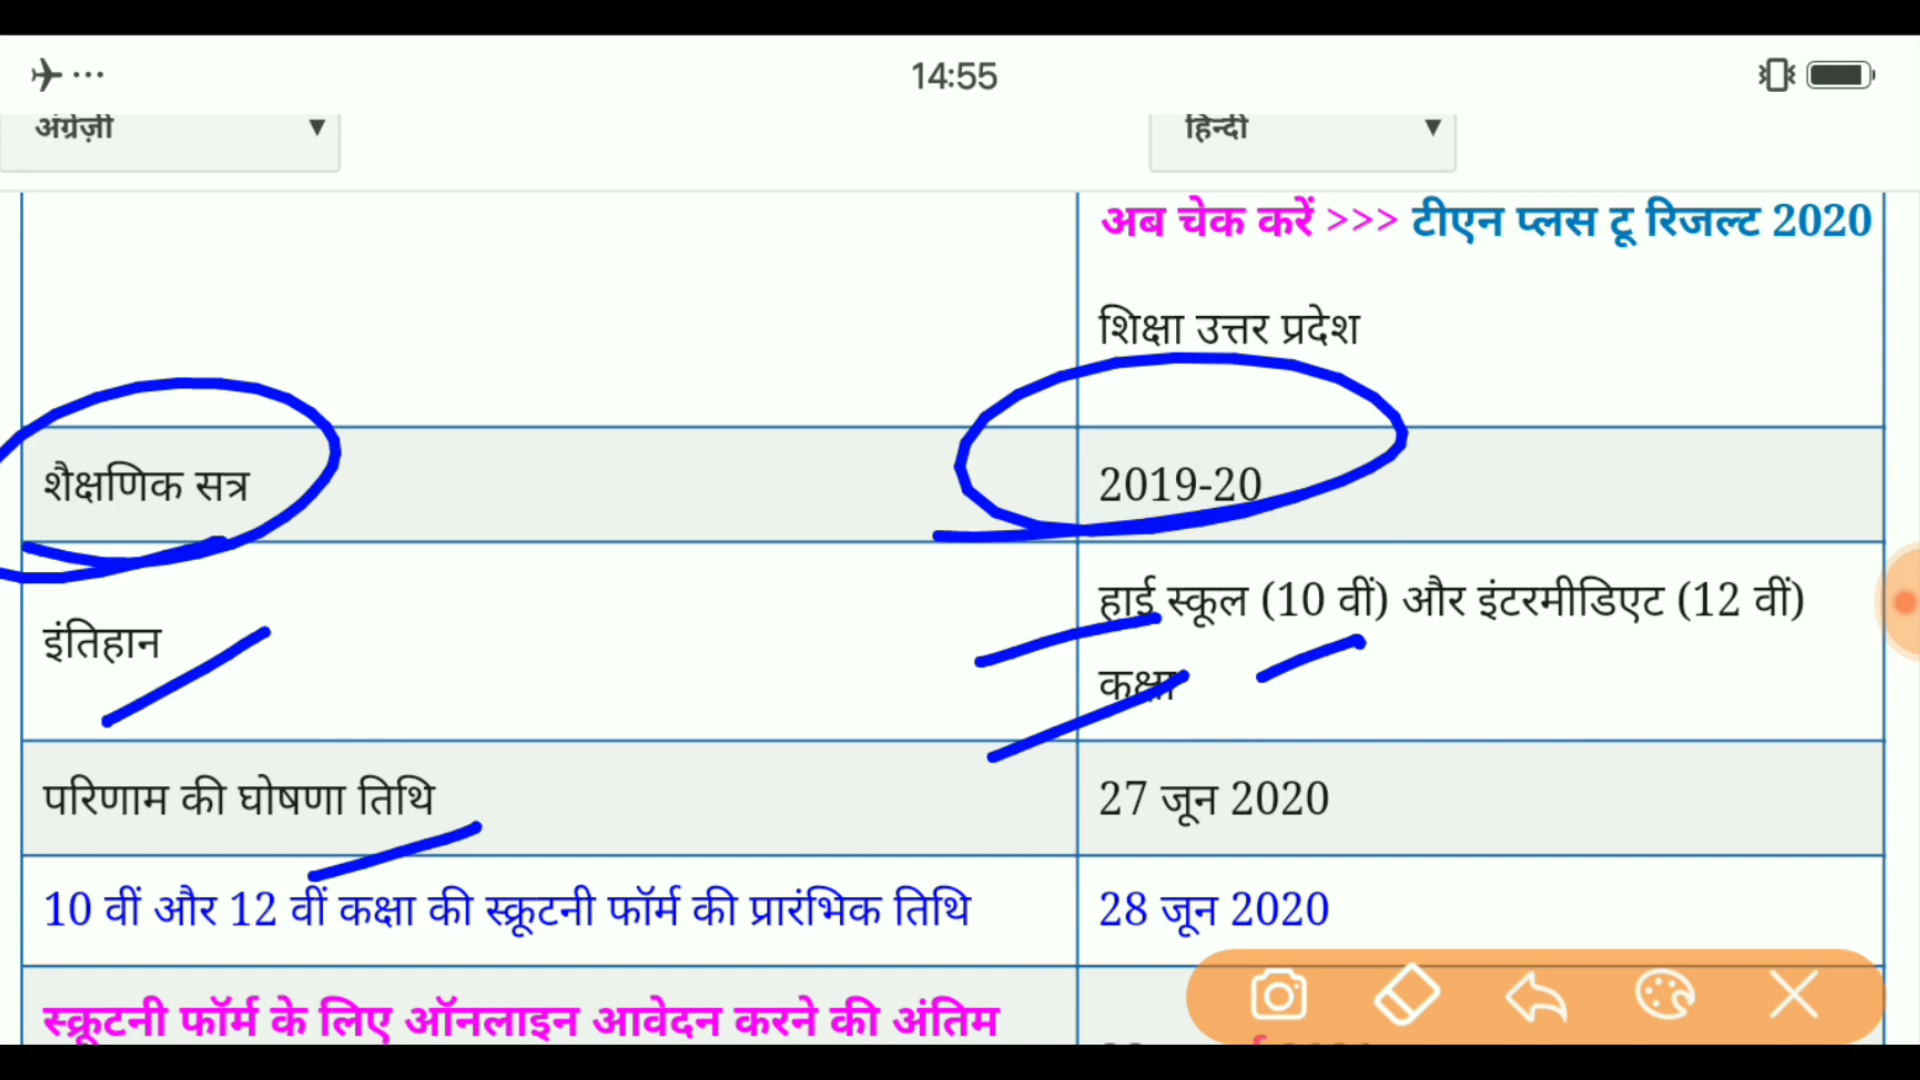 14:55
अंग्रेज़ी ▼
हिन्दी ▼
अब चेक करें >>> टीएन प्लस टू रिजल्ट 2020
शिक्षा उत्तर प्रदेश
शैक्षणिक सत्र
2019-20
इंतिहान
हाई स्कूल (10 वीं) और इंटरमीडिएट (12 वीं)
कक्षा
परिणाम की घोषणा तिथि
27 जून 2020
10 वीं और 12 वीं कक्षा की स्क्रूटनी फॉर्म की प्रारंभिक तिथि
28 जून 2020
स्क्रूटनी फॉर्म के लिए ऑनलाइन आवेदन करने की अंतिम